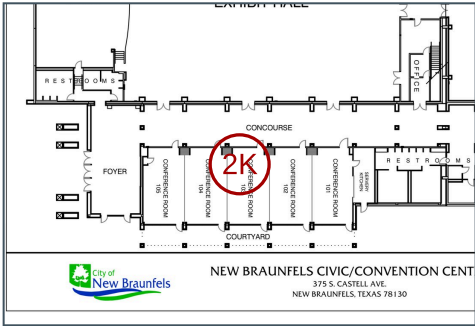 EXHIBIT HALL
OFFICE
RESTROOMS
CONCOURSE
2K
FOYER
CONFERENCE ROOM 105
CONFERENCE ROOM 104
CONFERENCE ROOM 103
CONFERENCE ROOM 102
CONFERENCE ROOM 101
SERVERY KITCHEN
RESTROOMS
COURTYARD
City of
New Braunfels
NEW BRAUNFELS CIVIC/CONVENTION CENT
375 S. CASTELL AVE.
NEW BRAUNFELS, TEXAS 78130